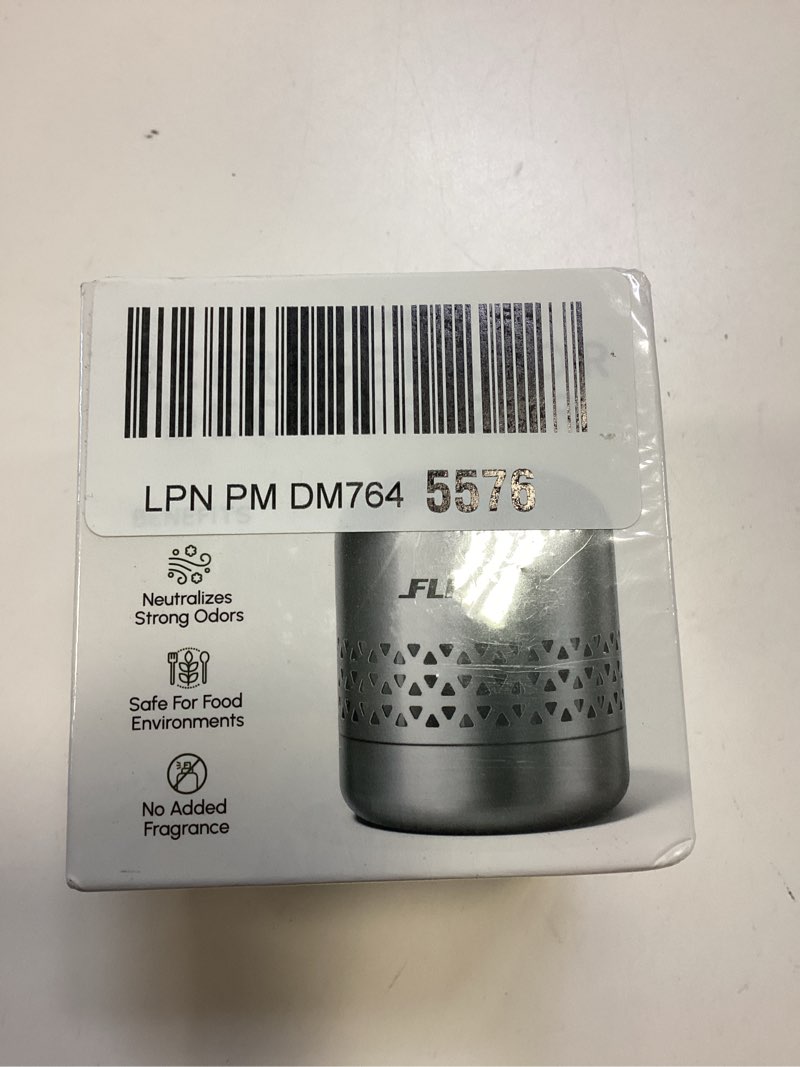 LPN PM DM764 5576
Neutralizes
Strong Odors
Safe For Food
Environments
No Added
Fragrance